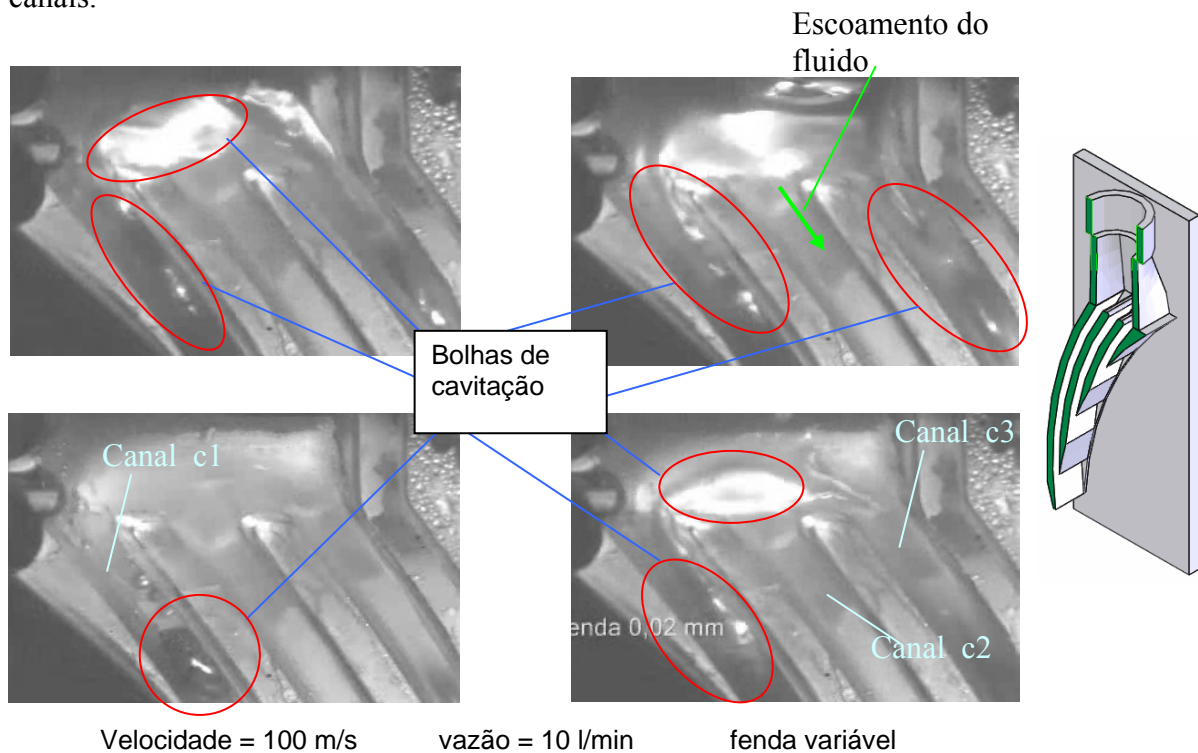 canais.
Escoamento do
fluido
Bolhas de
cavitação
Canal c1
Canal c3
enda 0,02 mm
Canal c2
Velocidade = 100 m/s vazão = 10 l/min fenda variável